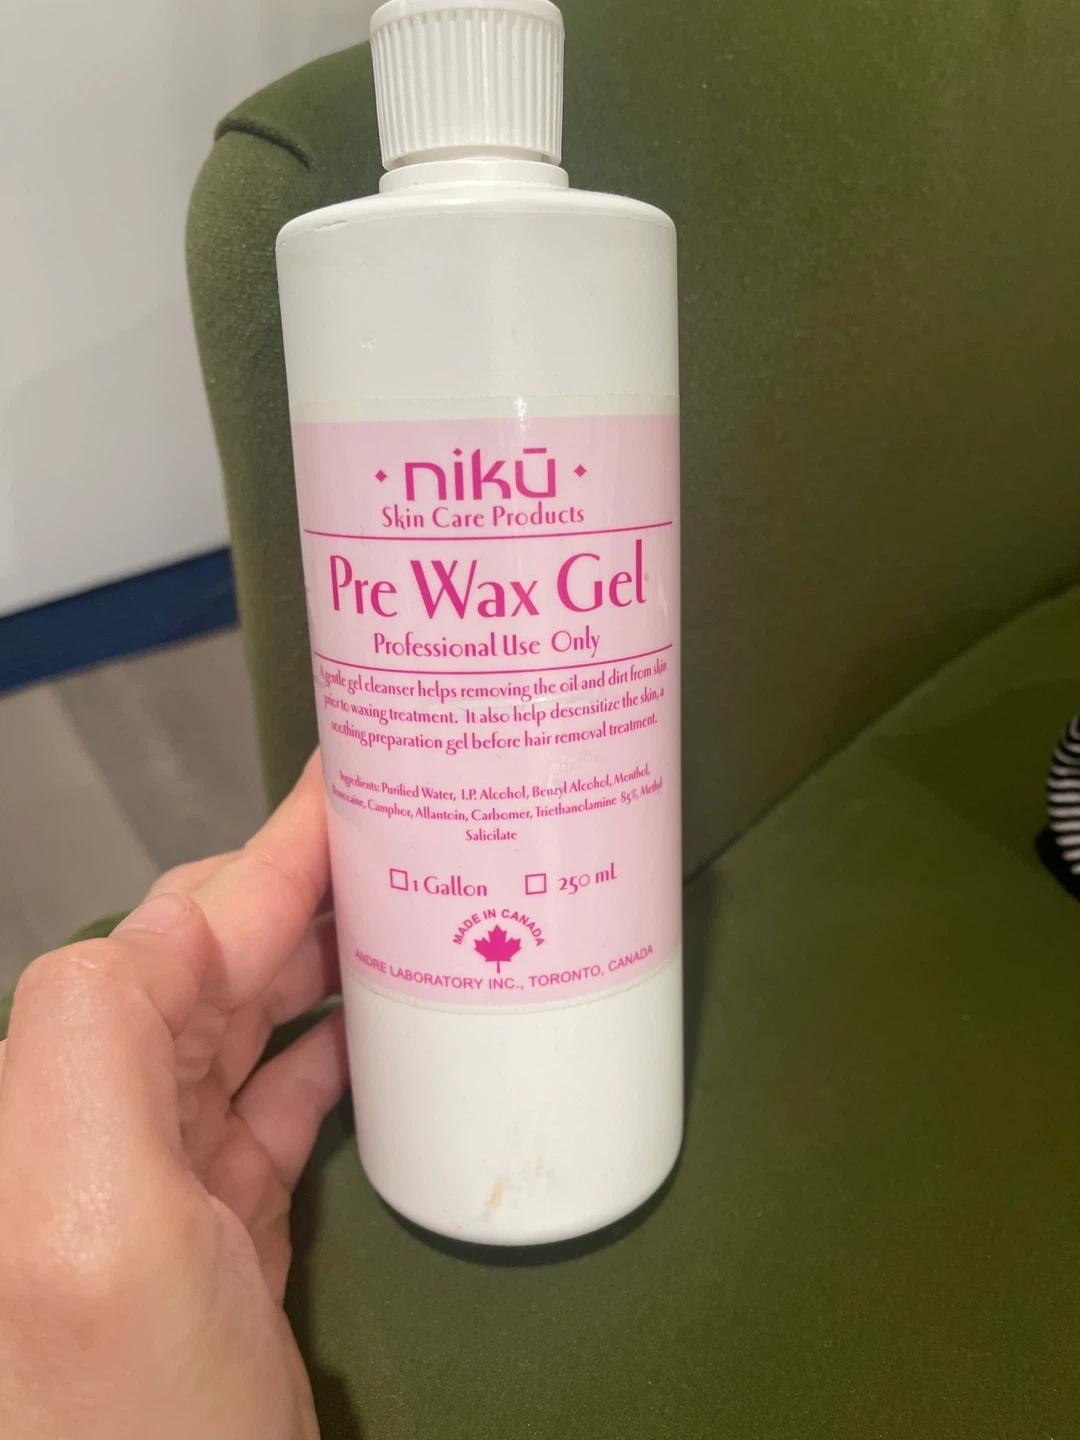 nikū
Skin Care Products
Pre Wax Gel
Professional Use Only
A gentle gel cleanser helps removing the oil and dirt from skin
prior to waxing treatment. It also help desensitize the skin, a
soothing preparation gel before hair removal treatment.
Ingredients: Purified Water, I.P. Alcohol, Benzyl Alcohol, Menthol,
Camphor, Allantoin, Carbomer, Triethanolamine 85%, Methyl
Salicilate
1 Gallon 250 mL
MADE IN CANADA
ANDRE LABORATORY INC., TORONTO, CANADA